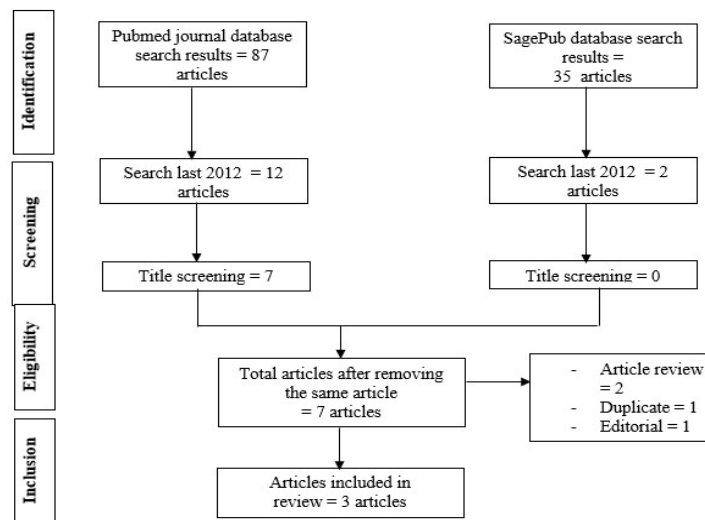 Identification
Pubmed journal database
search results = 87
articles
SagePub database search
results =
35 articles
Screening
Search last 2012 = 12
articles
Search last 2012 = 2
articles
Title screening = 7
Title screening = 0
Eligibility
Total articles after removing
the same article
= 7 articles
- Article review
= 2
- Duplicate = 1
- Editorial = 1
Inclusion
Articles included in
review = 3 articles